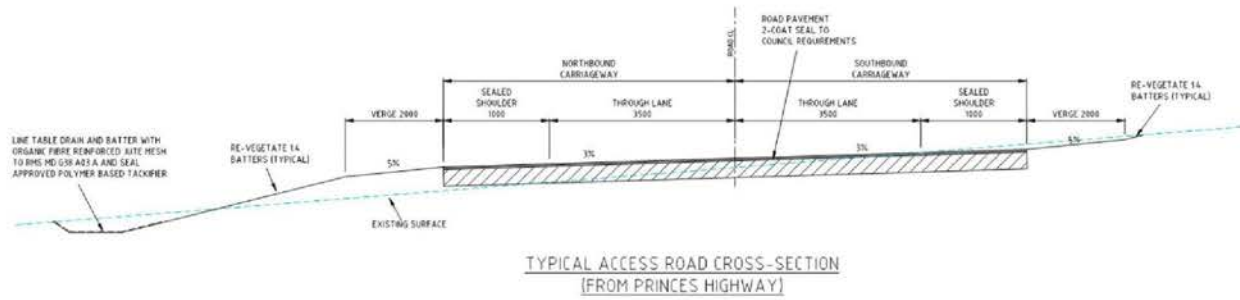 ROAD CL
ROAD PAVEMENT
2-COAT SEAL TO
COUNCIL REQUIREMENTS
NORTHBOUND
CARRIAGEWAY
SOUTHBOUND
CARRIAGEWAY
VERGE 2000
SEALED
SHOULDER
1000
THROUGH LANE
3500
THROUGH LANE
3500
SEALED
SHOULDER
1000
VERGE 2000
RE-VEGETATE 1:4
BATTERS (TYPICAL)
LINE TABLE DRAIN AND BATTER WITH
ORGANIC FIBRE REINFORCED JUTE MESH
TO RMS MD G38 A03 A AND SEAL
APPROVED POLYMER BASED TACKIFIER
RE-VEGETATE 1:4
BATTERS (TYPICAL)
5%
3%
3%
EXISTING SURFACE
TYPICAL ACCESS ROAD CROSS-SECTION
(FROM PRINCES HIGHWAY)